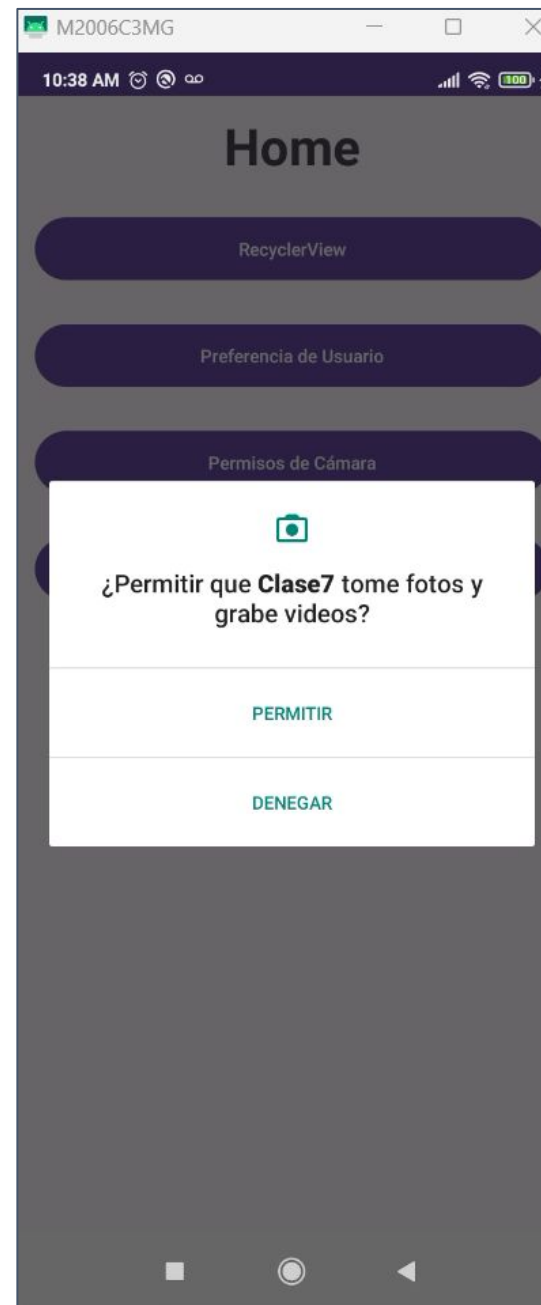 M2006C3MG
10:38 AM
100
Home
RecyclerView
Preferencia de Usuario
Permisos de Cámara
¿Permitir que Clase7 tome fotos y
grabe videos?
PERMITIR
DENEGAR